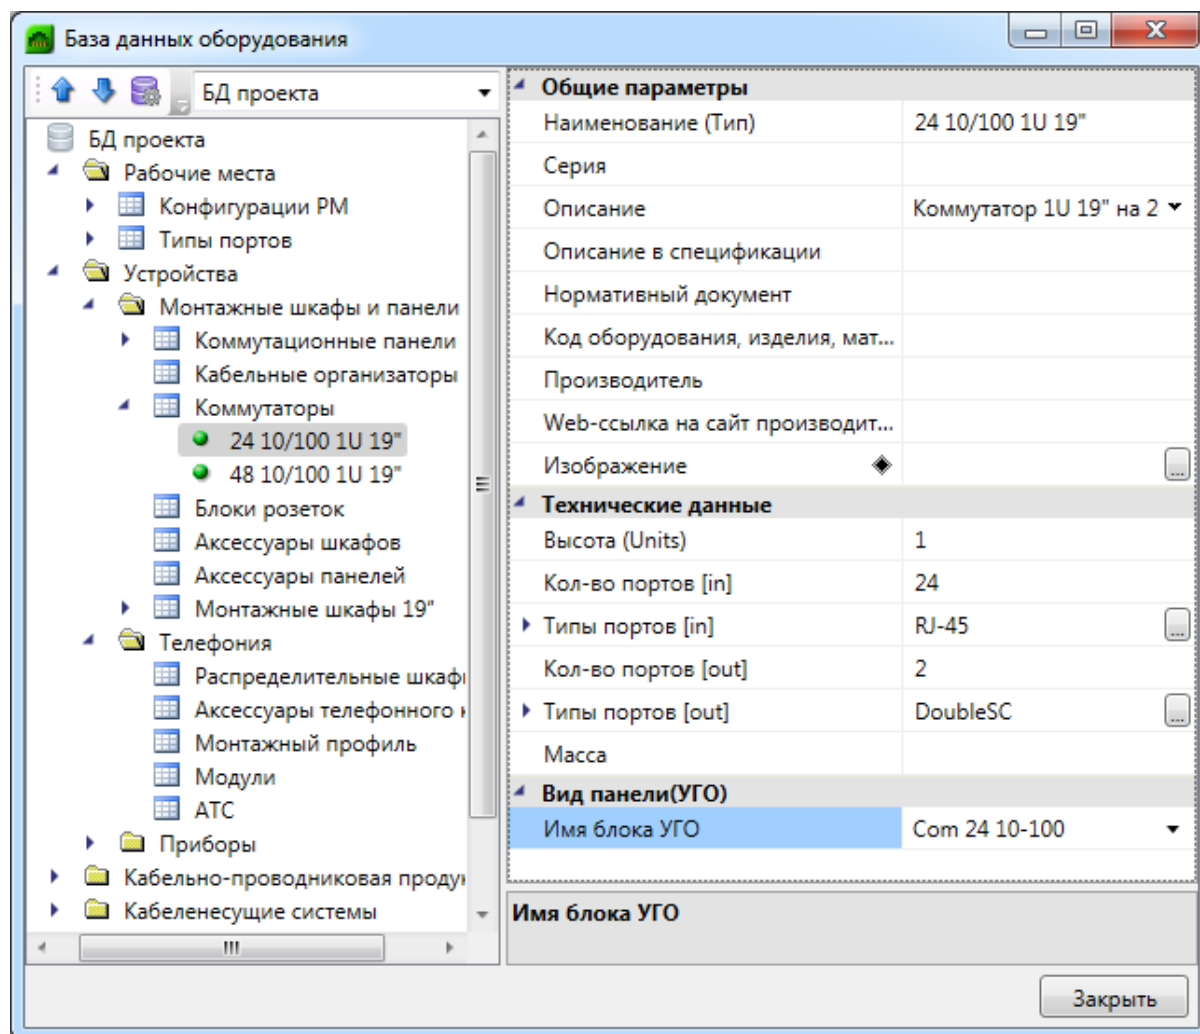 База данных оборудования
БД проекта
БД проекта
Рабочие места
Конфигурации РМ
Типы портов
Устройства
Монтажные шкафы и панели
Коммутационные панели
Кабельные организаторы
Коммутаторы
24 10/100 1U 19"
48 10/100 1U 19"
Блоки розеток
Аксессуары шкафов
Аксессуары панелей
Монтажные шкафы 19"
Телефония
Распределительные шкафы
Аксессуары телефонного к
Монтажный профиль
Модули
АТС
Приборы
Кабельно-проводниковая проду
Кабеленесущие системы
Общие параметры
Наименование (Тип) 24 10/100 1U 19"
Серия
Описание Коммутатор 1U 19" на 2
Описание в спецификации
Нормативный документ
Код оборудования, изделия, мат...
Производитель
Web-ссылка на сайт производит...
Изображение ...
Технические данные
Высота (Units) 1
Кол-во портов [in] 24
Типы портов [in] RJ-45 ...
Кол-во портов [out] 2
Типы портов [out] DoubleSC ...
Масса
Вид панели(УГО)
Имя блока УГО Com 24 10-100
Имя блока УГО
Закрыть